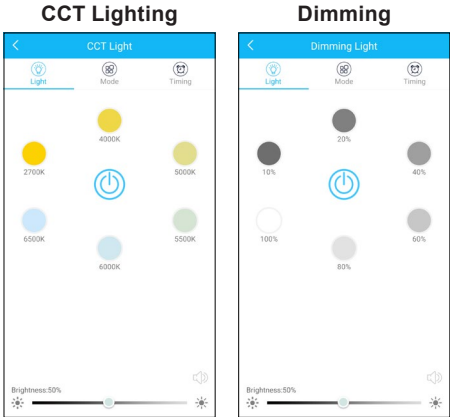 CCT Lighting
CCT Light
Light Mode Timing
4000K
2700K 5000K
6500K 5500K
6000K
Brightness:50%
Dimming
Dimming Light
Light Mode Timing
20%
10% 40%
100% 60%
80%
Brightness:50%